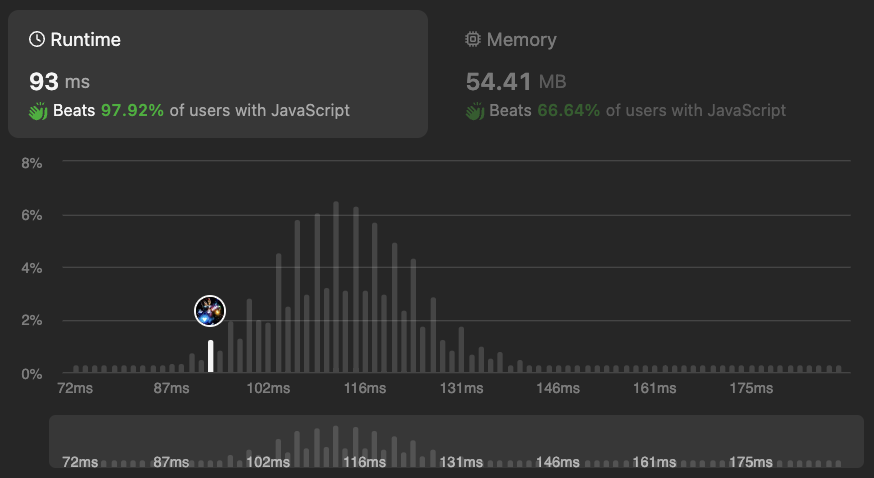 Runtime
93 ms
Beats 97.92% of users with JavaScript
Memory
54.41 MB
Beats 66.64% of users with JavaScript
8%
6%
4%
2%
0%
72ms 87ms 102ms 116ms 131ms 146ms 161ms 175ms
72ms 87ms 102ms 116ms 131ms 146ms 161ms 175ms